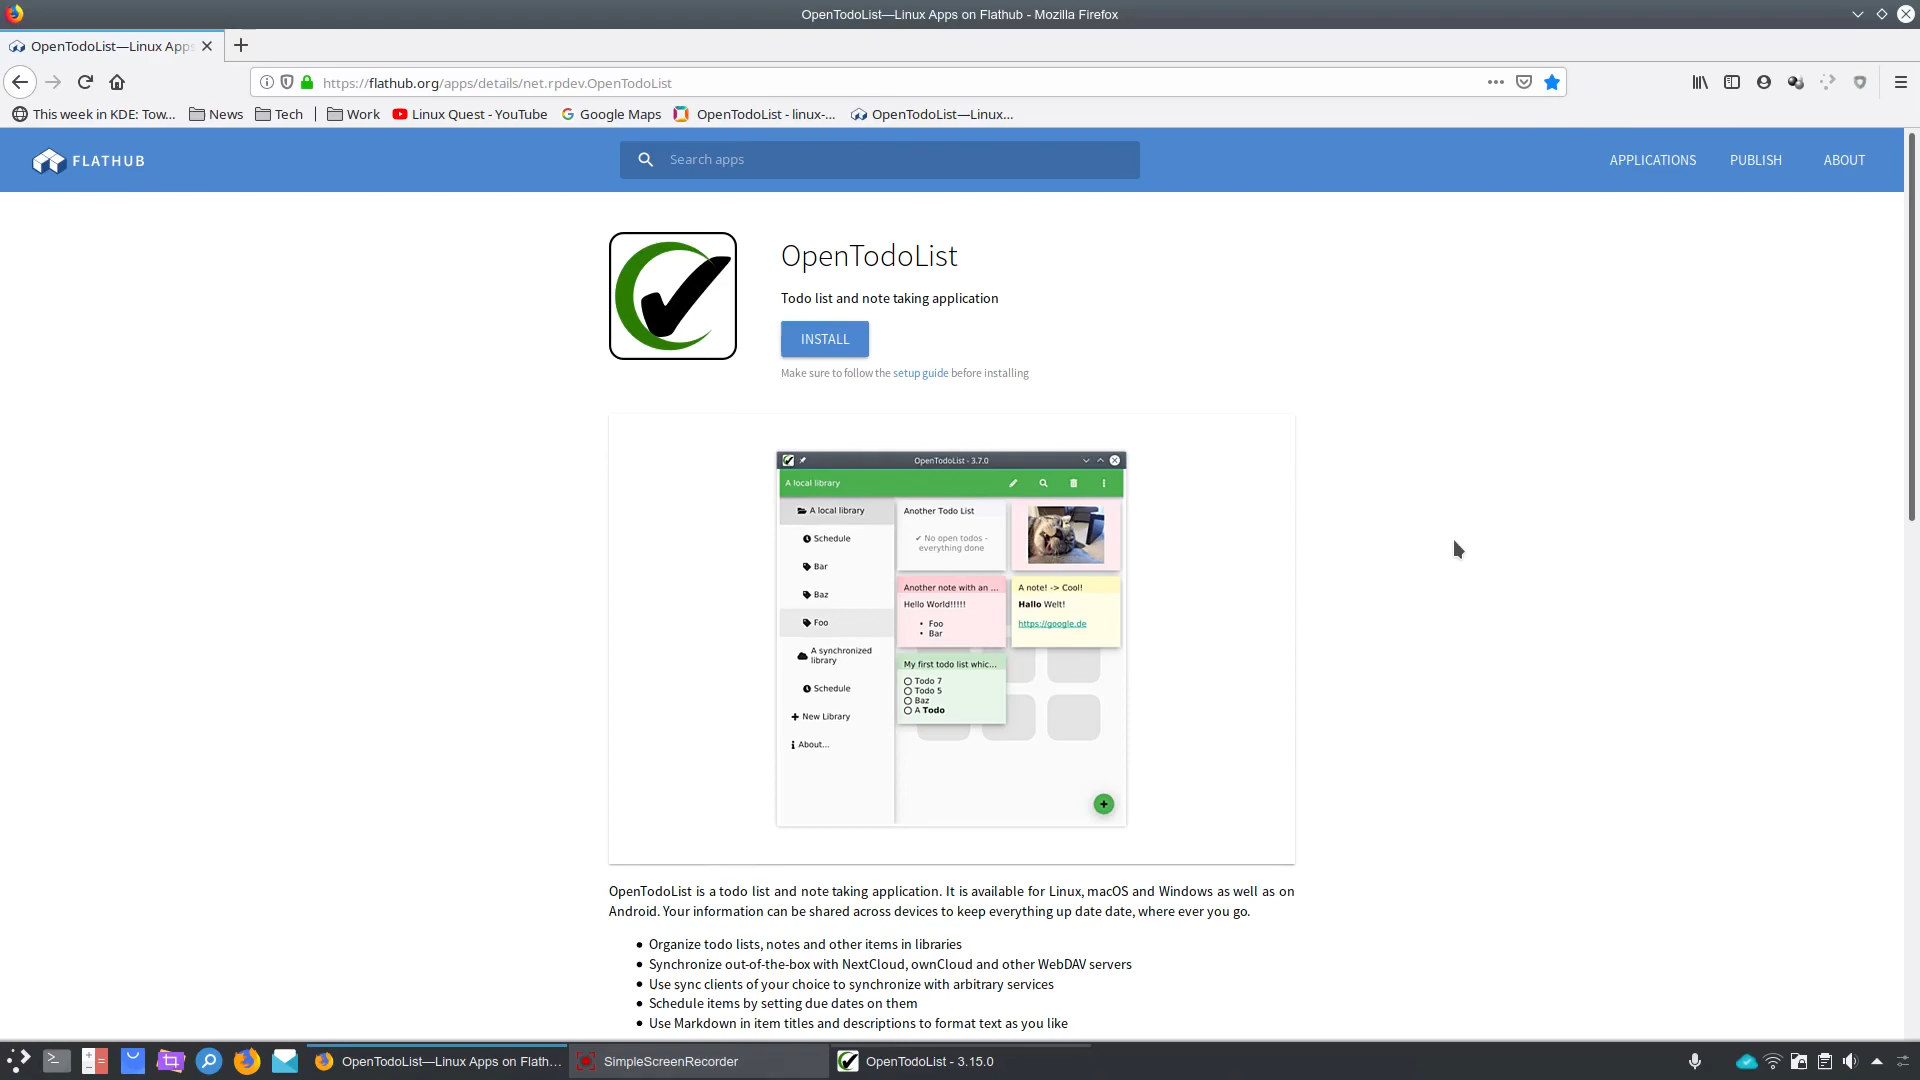 OpenTodoList—Linux Apps on Flathub - Mozilla Firefox
OpenTodoList—Linux Apps
https://flathub.org/apps/details/net.rpdev.OpenTodoList
This week in KDE: Tow... News Tech Work Linux Quest - YouTube Google Maps OpenTodoList - linux-... OpenTodoList—Linux...
FLATHUB Search apps APPLICATIONS PUBLISH ABOUT
OpenTodoList
Todo list and note taking application
INSTALL
Make sure to follow the setup guide before installing
OpenTodoList - 3.7.0
A local library
A local library
Schedule
Bar
Baz
Foo
A synchronized
library
Schedule
New Library
About...
Another Todo List
✔ No open todos -
everything done
Another note with an ...
Hello World!!!!!
• Foo
• Bar
A note! -> Cool!
Hallo Welt!
https://google.de
My first todo list whic...
Todo 7
Todo 5
Baz
A Todo
OpenTodoList is a todo list and note taking application. It is available for Linux, macOS and Windows as well as on
Android. Your information can be shared across devices to keep everything up date date, where ever you go.
• Organize todo lists, notes and other items in libraries
• Synchronize out-of-the-box with NextCloud, ownCloud and other WebDAV servers
• Use sync clients of your choice to synchronize with arbitrary services
• Schedule items by setting due dates on them
• Use Markdown in item titles and descriptions to format text as you like
OpenTodoList—Linux Apps on Flath... SimpleScreenRecorder OpenTodoList - 3.15.0